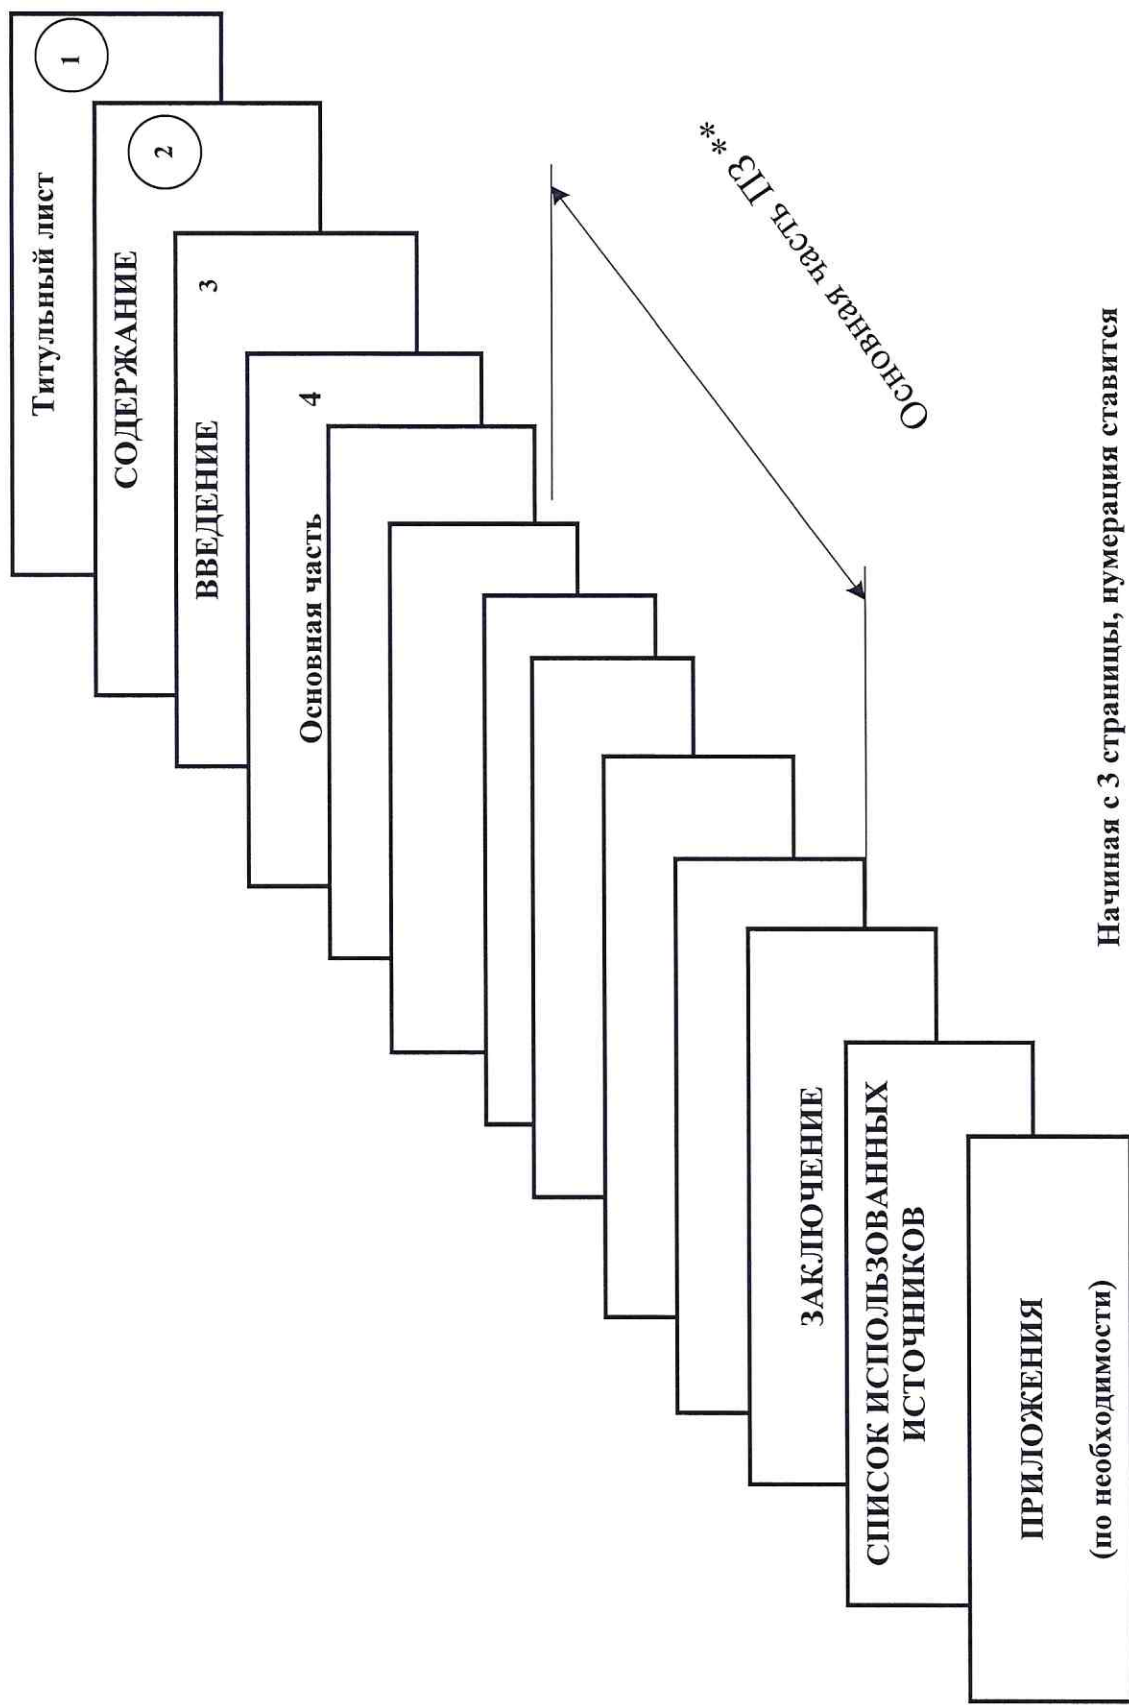 Титульный лист
1
СОДЕРЖАНИЕ
2
ВВЕДЕНИЕ
3
Основная часть
4
Основная часть ПЗ **
ЗАКЛЮЧЕНИЕ
СПИСОК ИСПОЛЬЗОВАННЫХ
ИСТОЧНИКОВ
ПРИЛОЖЕНИЯ
(по необходимости)
Начиная с 3 страницы, нумерация ставится